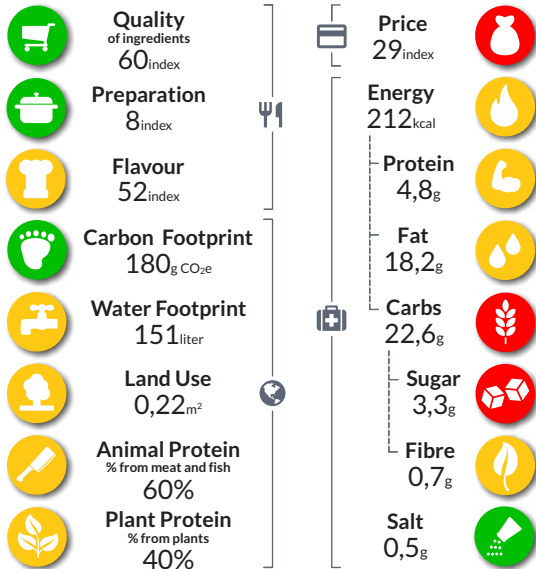 Quality
of ingredients
60index
Preparation
8index
Flavour
52index
Carbon Footprint
180g CO₂e
Water Footprint
151liter
Land Use
0,22m²
Animal Protein
% from meat and fish
60%
Plant Protein
% from plants
40%
Price
29index
Energy
212kcal
Protein
4,8g
Fat
18,2g
Carbs
22,6g
Sugar
3,3g
Fibre
0,7g
Salt
0,5g